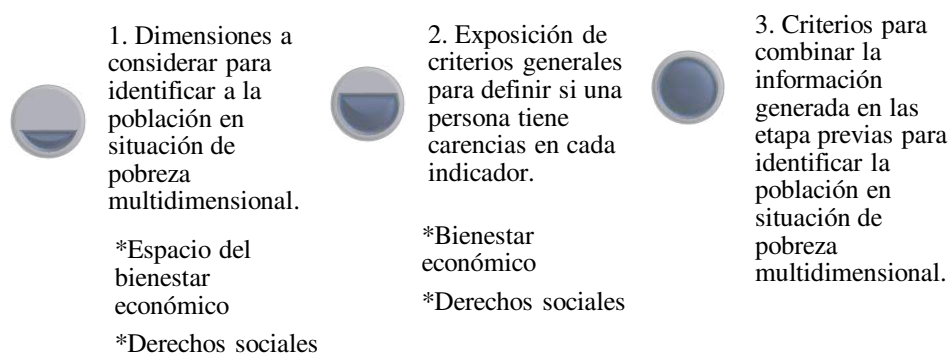 1. Dimensiones a
considerar para
identificar a la
población en
situación de
pobreza
multidimensional.
*Espacio del
bienestar
económico
*Derechos sociales
2. Exposición de
criterios generales
para definir si una
persona tiene
carencias en cada
indicador.
*Bienestar
económico
*Derechos sociales
3. Criterios para
combinar la
información
generada en las
etapa previas para
identificar la
población en
situación de
pobreza
multidimensional.